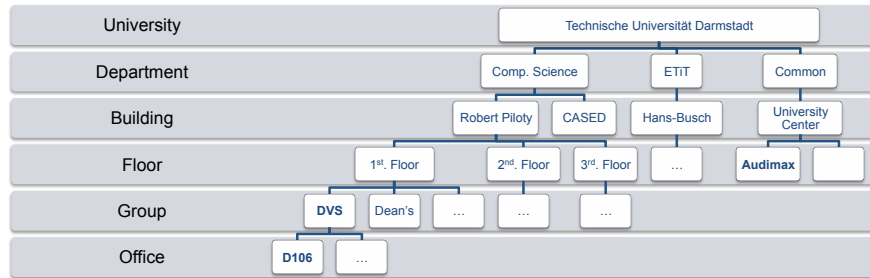 University
Technische Universität Darmstadt
Department
Comp. Science
ETiT
Common
Building
Robert Piloty
CASED
Hans-Busch
University
Center
Floor
1st. Floor
2nd. Floor
3rd. Floor
…
Audimax
Group
DVS
Dean's
…
…
…
Office
D106
…